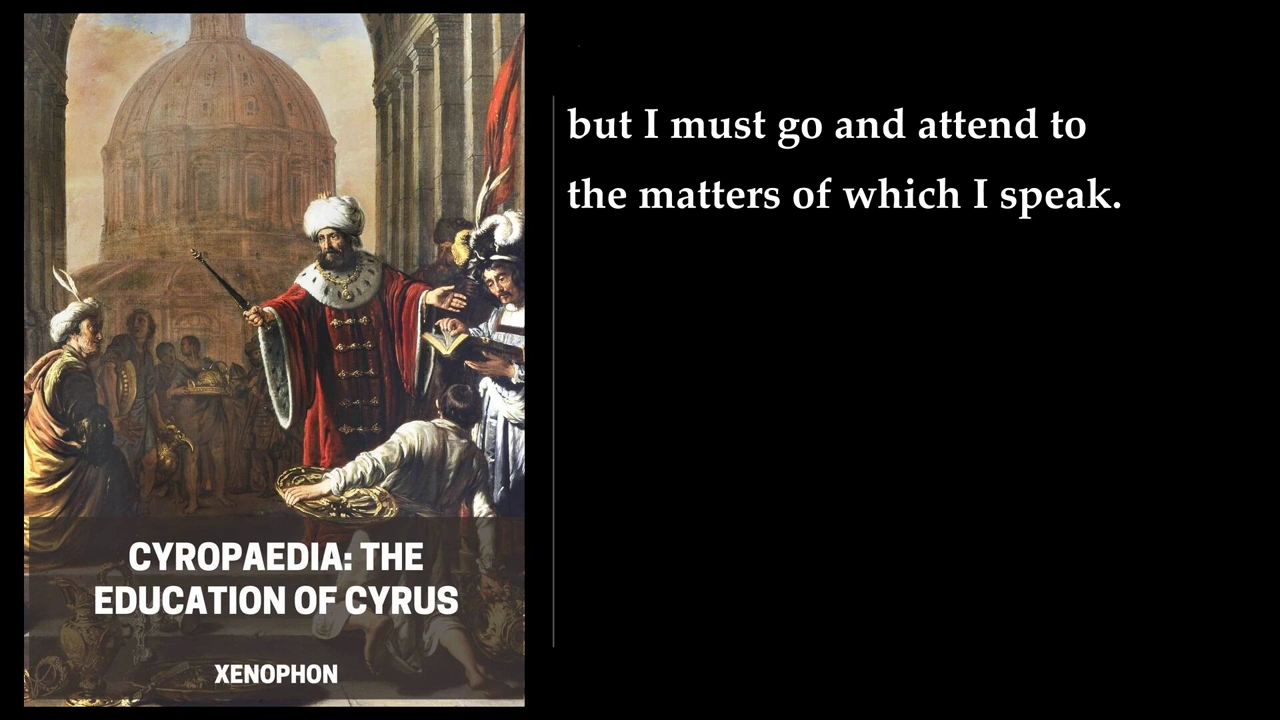 but I must go and attend to
the matters of which I speak.
CYROPAEDIA: THE
EDUCATION OF CYRUS
XENOPHON